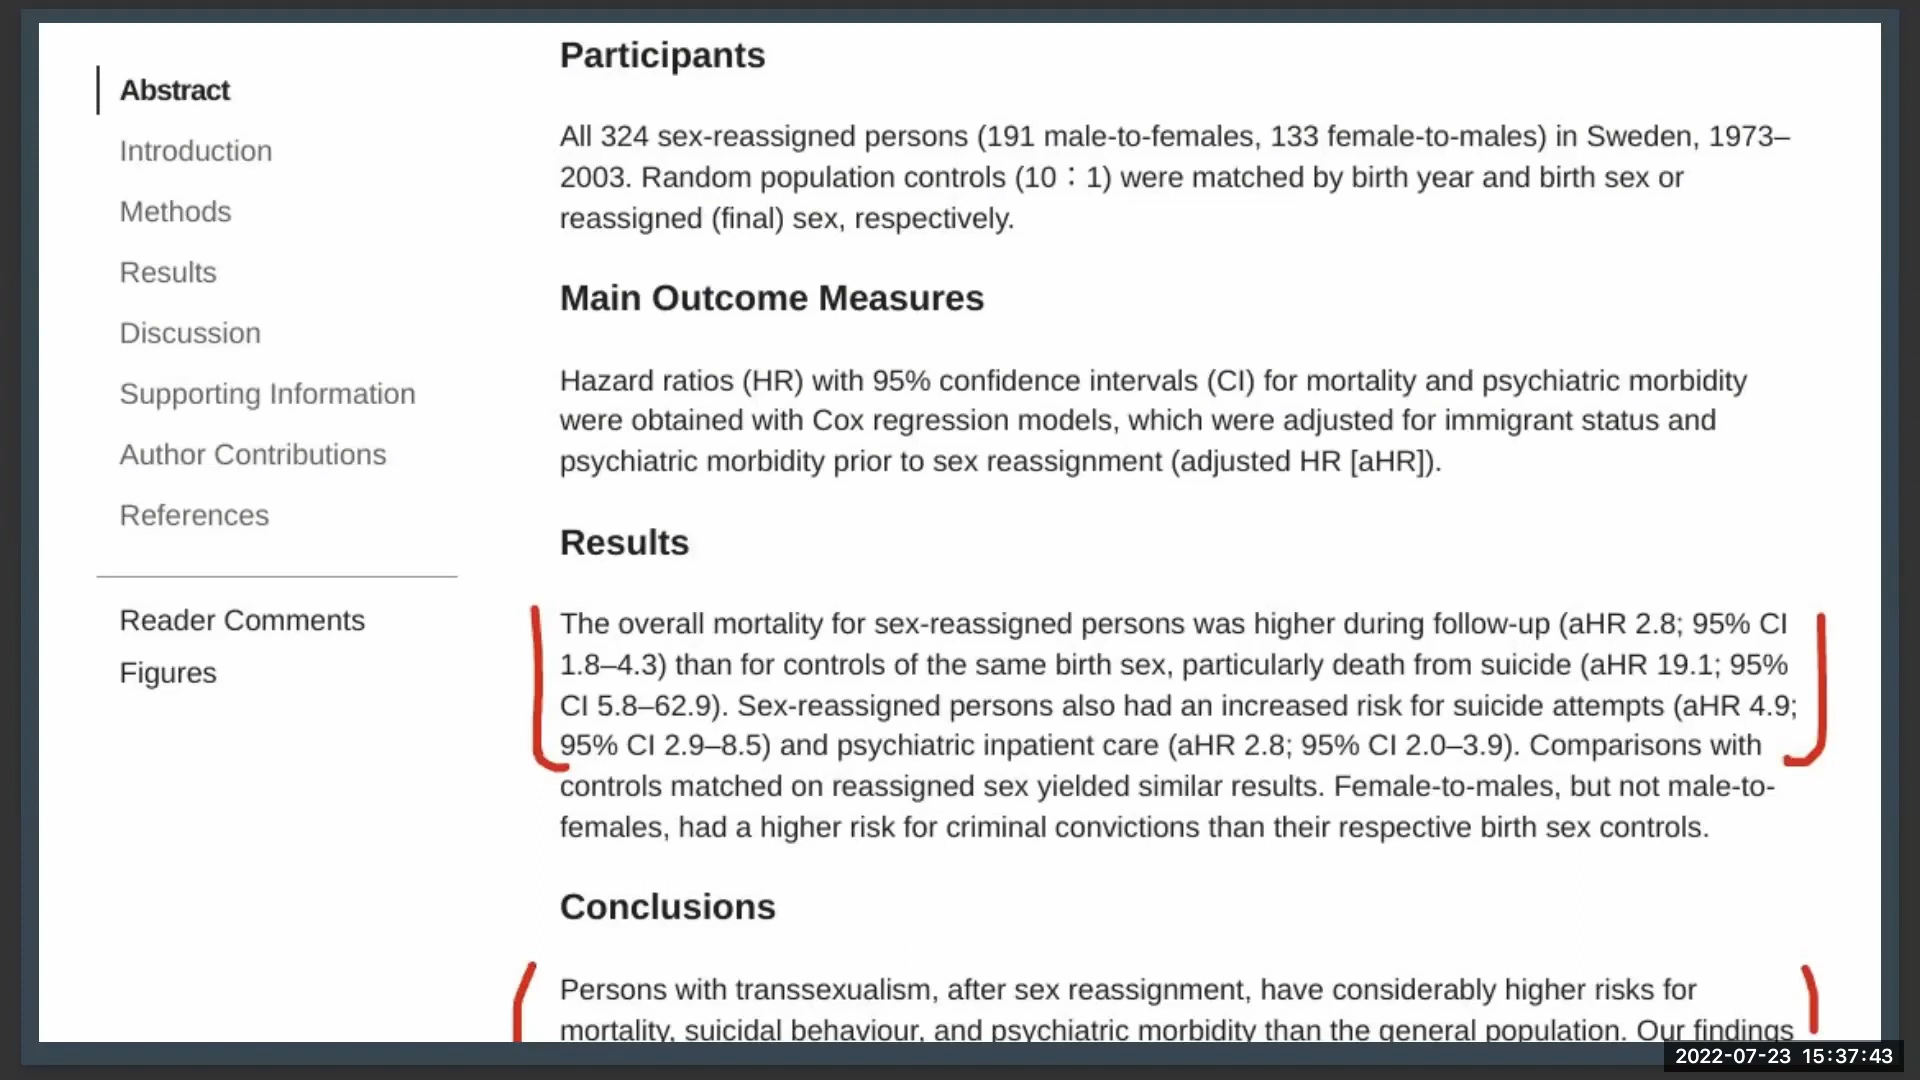 Abstract
Introduction
Methods
Results
Discussion
Supporting Information
Author Contributions
References
Reader Comments
Figures
Participants
All 324 sex-reassigned persons (191 male-to-females, 133 female-to-males) in Sweden, 1973–
2003. Random population controls (10∶1) were matched by birth year and birth sex or
reassigned (final) sex, respectively.
Main Outcome Measures
Hazard ratios (HR) with 95% confidence intervals (CI) for mortality and psychiatric morbidity
were obtained with Cox regression models, which were adjusted for immigrant status and
psychiatric morbidity prior to sex reassignment (adjusted HR [aHR]).
Results
The overall mortality for sex-reassigned persons was higher during follow-up (aHR 2.8; 95% CI
1.8–4.3) than for controls of the same birth sex, particularly death from suicide (aHR 19.1; 95%
CI 5.8–62.9). Sex-reassigned persons also had an increased risk for suicide attempts (aHR 4.9;
95% CI 2.9–8.5) and psychiatric inpatient care (aHR 2.8; 95% CI 2.0–3.9). Comparisons with
controls matched on reassigned sex yielded similar results. Female-to-males, but not male-to-
females, had a higher risk for criminal convictions than their respective birth sex controls.
Conclusions
Persons with transsexualism, after sex reassignment, have considerably higher risks for
mortality, suicidal behaviour, and psychiatric morbidity than the general population. Our findings
2022-07-23 15:37:43